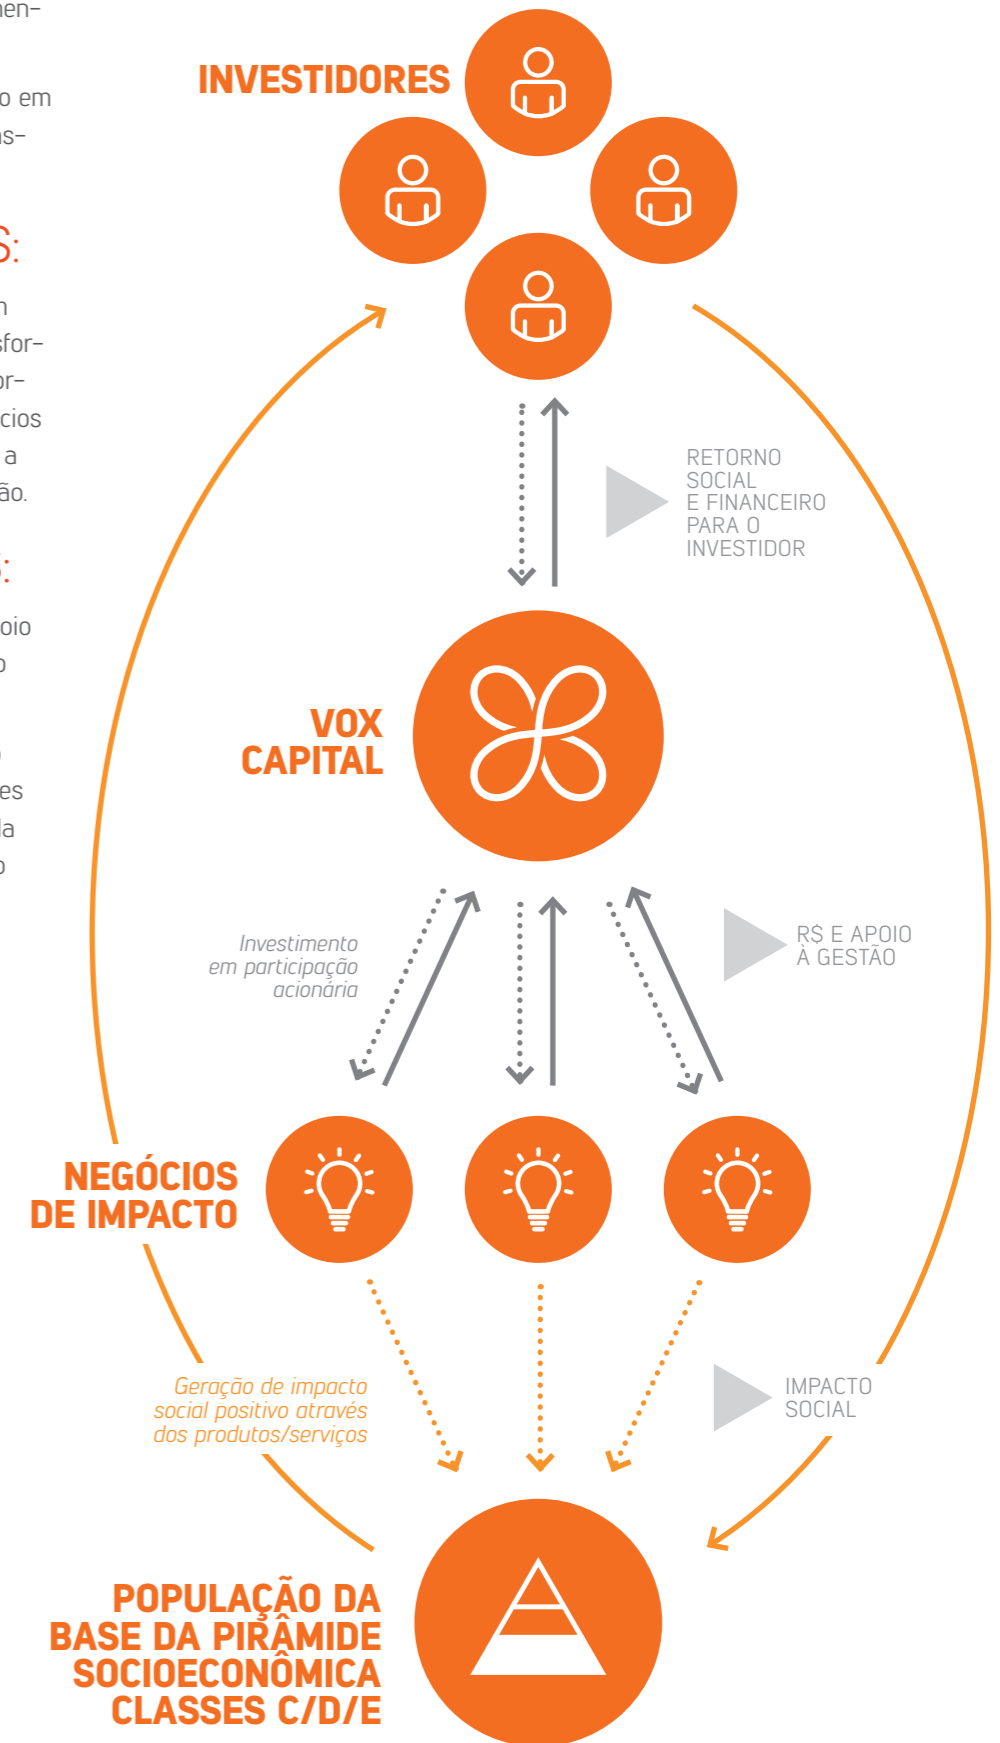 INVESTIDORES
RETORNO
SOCIAL
E FINANCEIRO
PARA O
INVESTIDOR
VOX
CAPITAL
Investimento
em participação
acionária
R$ E APOIO
À GESTÃO
NEGÓCIOS
DE IMPACTO
Geração de impacto
social positivo através
dos produtos/serviços
IMPACTO
SOCIAL
POPULAÇÃO DA
BASE DA PIRÂMIDE
SOCIOECONÔMICA
CLASSES C/D/E